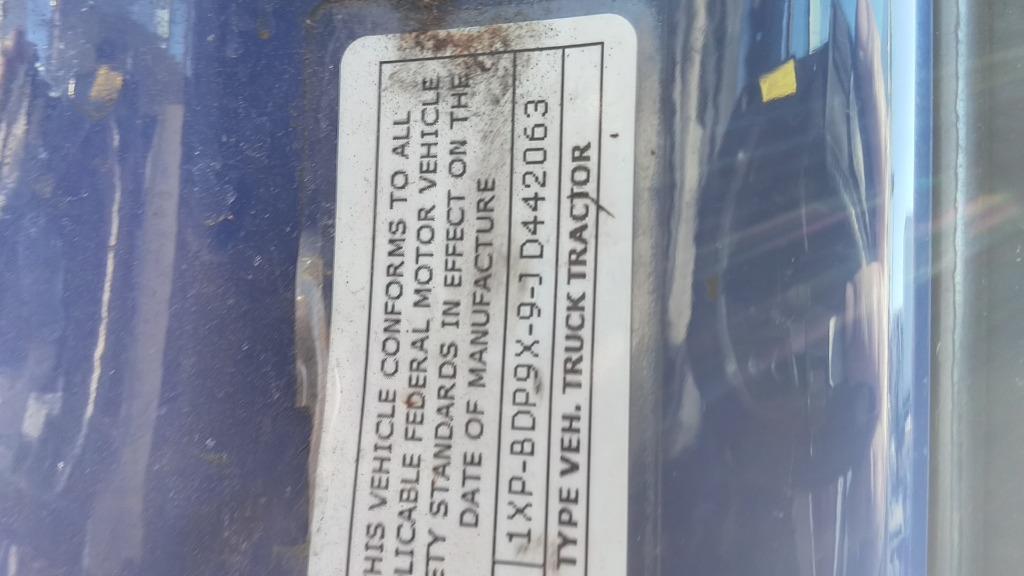 HIS VEHICLE CONFORMS TO ALL
LICABLE FEDERAL MOTOR VEHICLE
ETY STANDARDS IN EFFECT ON THE
DATE OF MANUFACTURE
1XP-BDP9X-9-JD442063
TYPE VEH. TRUCK TRACTOR